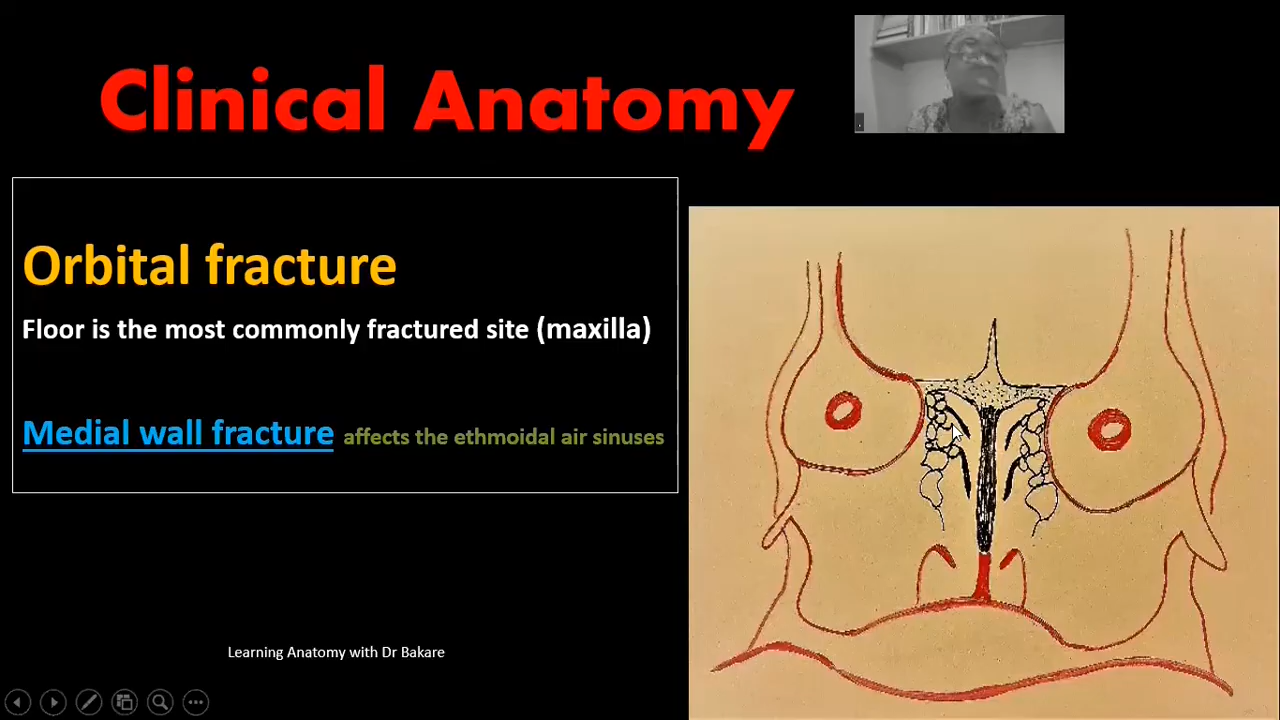 Clinical Anatomy
Orbital fracture
Floor is the most commonly fractured site (maxilla)
Medial wall fracture affects the ethmoidal air sinuses
Learning Anatomy with Dr Bakare